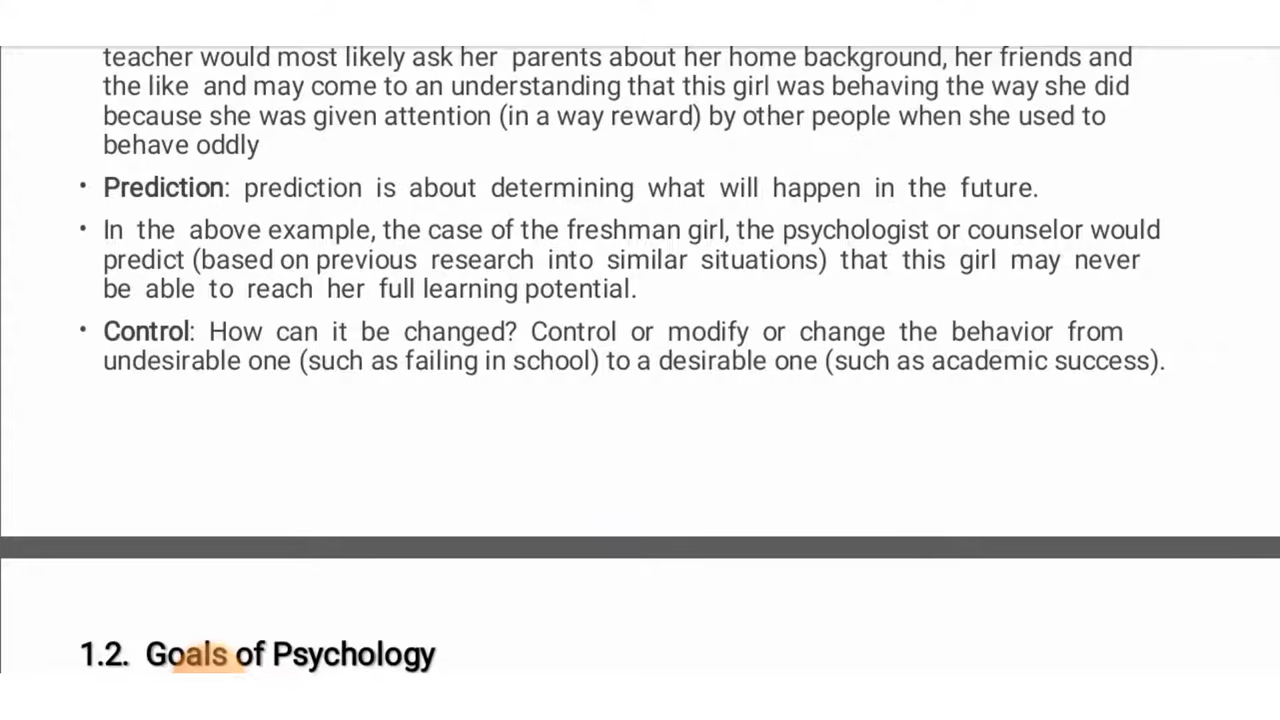 teacher would most likely ask her parents about her home background, her friends and
the like and may come to an understanding that this girl was behaving the way she did
because she was given attention (in a way reward) by other people when she used to
behave oddly
• Prediction: prediction is about determining what will happen in the future.
• In the above example, the case of the freshman girl, the psychologist or counselor would
predict (based on previous research into similar situations) that this girl may never
be able to reach her full learning potential.
• Control: How can it be changed? Control or modify or change the behavior from
undesirable one (such as failing in school) to a desirable one (such as academic success).
1.2. Goals of Psychology